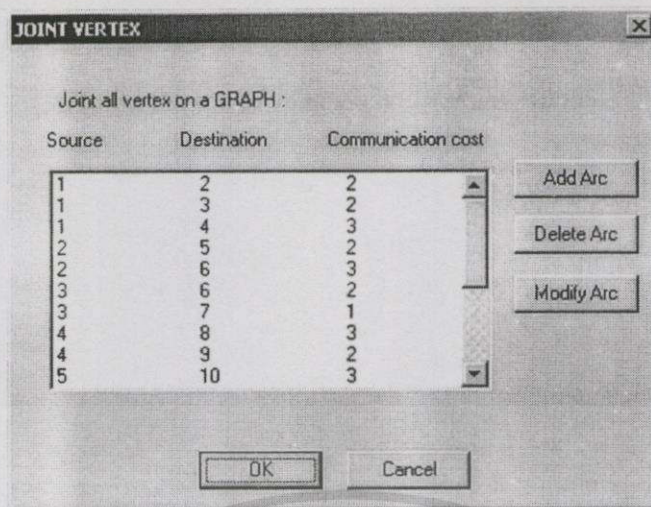 JOINT VERTEX
Joint all vertex on a GRAPH :
Source Destination Communication cost
1 2 2
1 3 2
1 4 3
2 5 2
2 6 3
3 6 2
3 7 1
4 8 3
4 9 2
5 10 3
Add Arc
Delete Arc
Modify Arc
OK Cancel